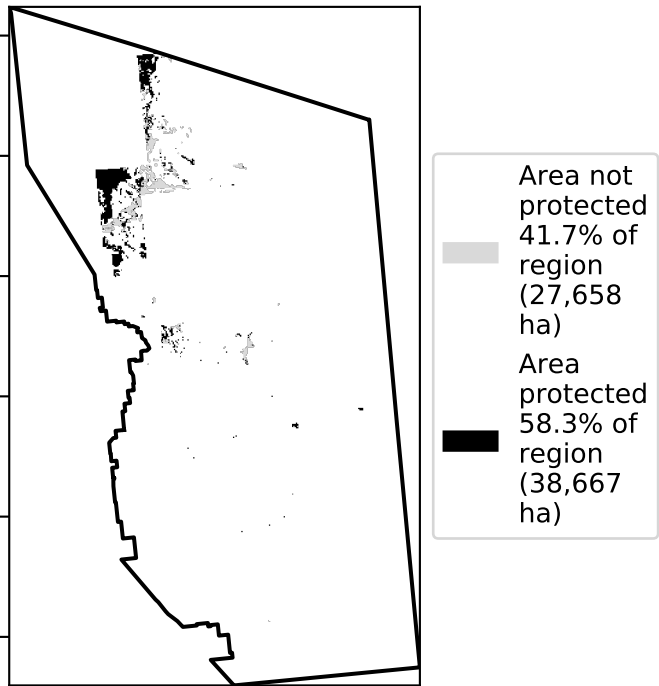 Area not
protected
41.7% of
region
(27,658
ha)
Area
protected
58.3% of
region
(38,667
ha)